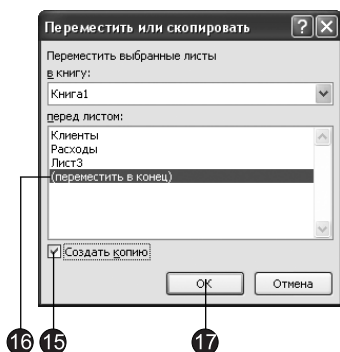 Переместить или скопировать
Переместить выбранные листы
в книгу:
Книга1
перед листом:
Клиенты
Расходы
Лист3
(переместить в конец)
Создать копию
ОК Отмена
16 15 17